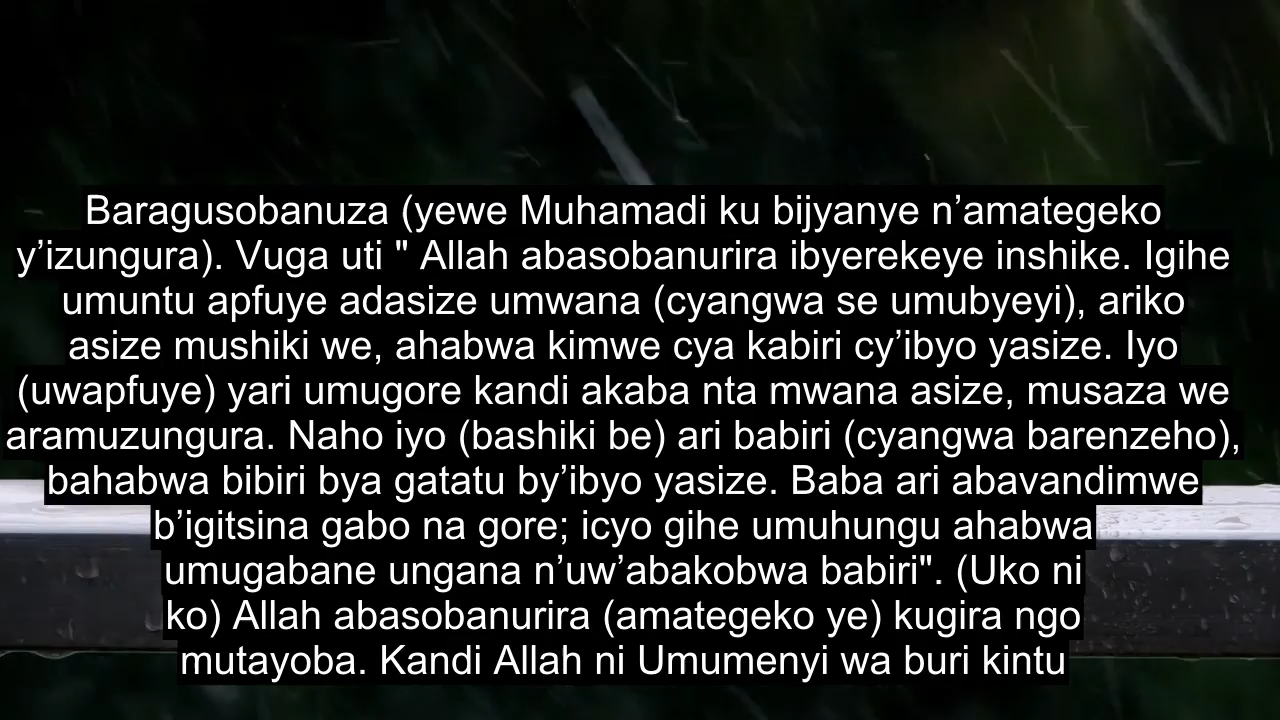 Baragusobanuza (yewe Muhamadi ku bijyanye n’amategeko
y’izungura). Vuga uti " Allah abasobanurira ibyerekeye inshike. Igihe
umuntu apfuye adasize umwana (cyangwa se umubyeyi), ariko
asize mushiki we, ahabwa kimwe cya kabiri cy’ibyo yasize. Iyo
(uwapfuye) yari umugore kandi akaba nta mwana asize, musaza we
aramuzungura. Naho iyo (bashiki be) ari babiri (cyangwa barenzeho),
bahabwa bibiri bya gatatu by’ibyo yasize. Baba ari abavandimwe
b’igitsina gabo na gore; icyo gihe umuhungu ahabwa
umugabane ungana n’uw’abakobwa babiri". (Uko ni
ko) Allah abasobanurira (amategeko ye) kugira ngo
mutayoba. Kandi Allah ni Umumenyi wa buri kintu